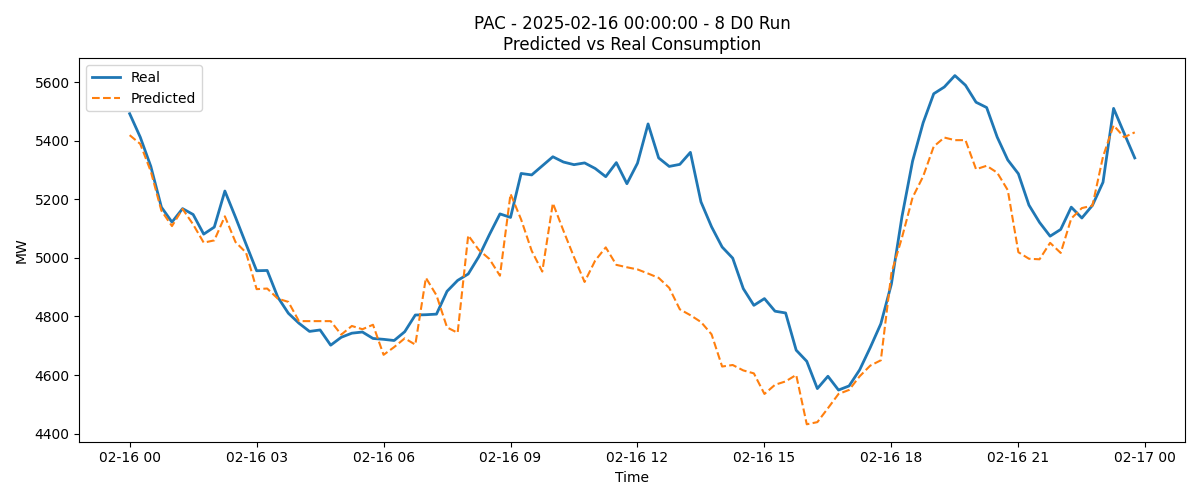 PAC - 2025-02-16 00:00:00 - 8 D0 Run
Predicted vs Real Consumption
Real
Predicted
5600
5400
5200
5000
4800
4600
4400
MW
02-16 00
02-16 03
02-16 06
02-16 09
02-16 12
02-16 15
02-16 18
02-16 21
02-17 00
Time